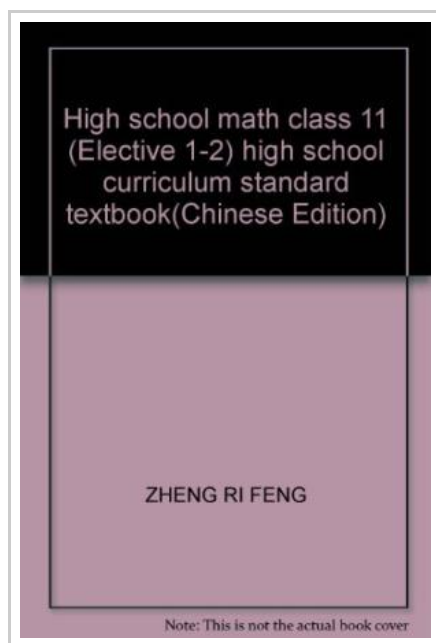 High school math class 11
(Elective 1-2) high school
curriculum standard
textbook(Chinese Edition)
ZHENG RI FENG
Note: This is not the actual book cover